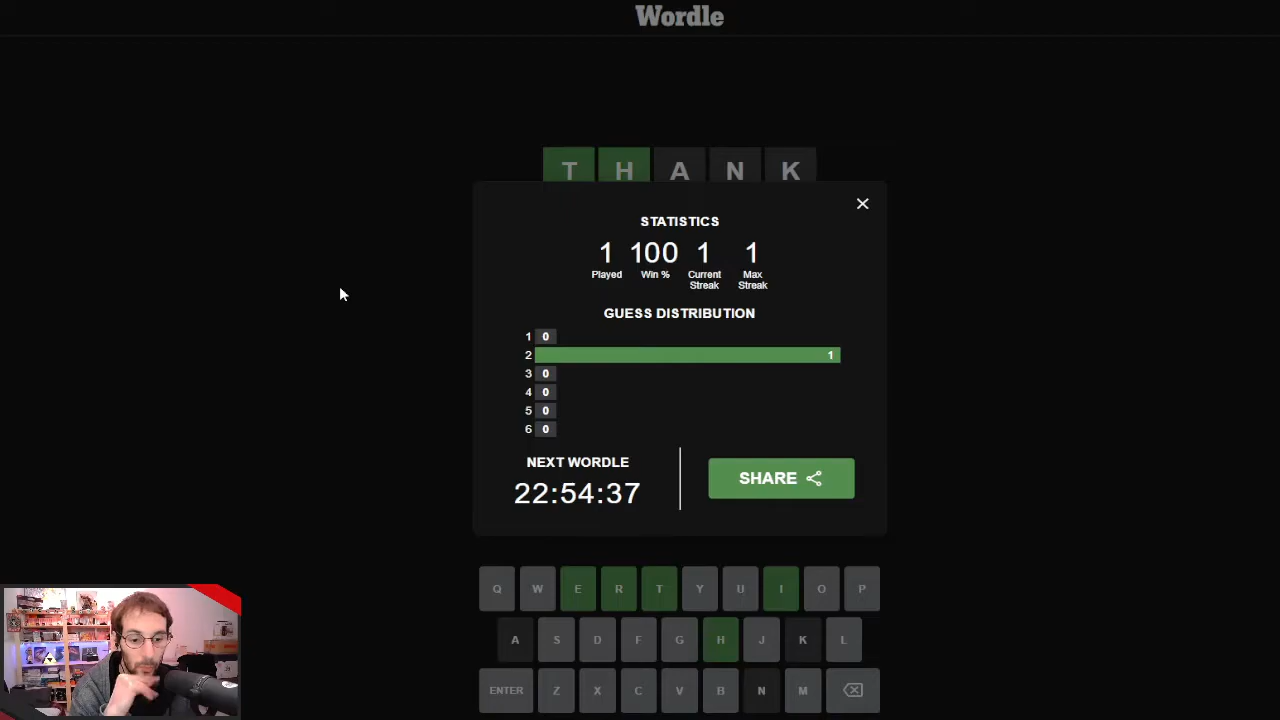 Wordle
T H A N K
STATISTICS
1 100 1 1
Played Win % Current Streak Max Streak
GUESS DISTRIBUTION
1 0
2 1
3 0
4 0
5 0
6 0
NEXT WORDLE
22:54:37
SHARE
Q W E R T Y U I O P
A S D F G H J K L
ENTER Z X C V B N M